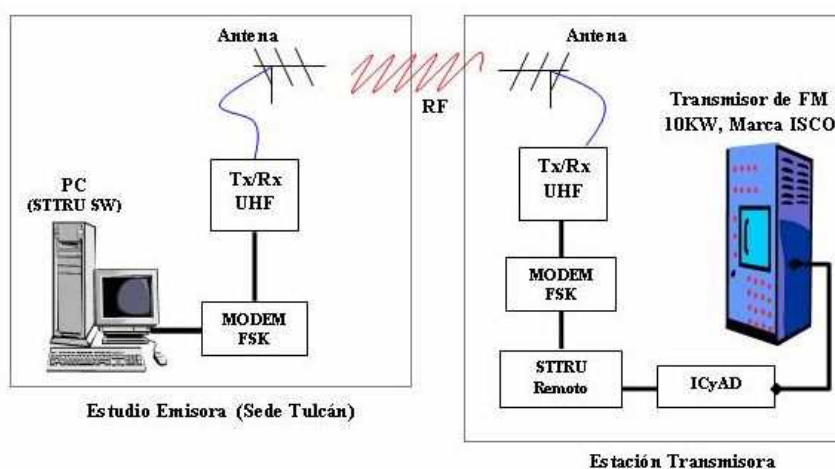 Antena
RF
Tx/Rx
UHF
PC
(STTRU SW)
MODEM
FSK
Estudio Emisora (Sede Tulcán)
Antena
Transmisor de FM
10KW, Marca ISCO
Tx/Rx
UHF
MODEM
FSK
STTRU
Remoto
ICyAD
Estación Transmisora